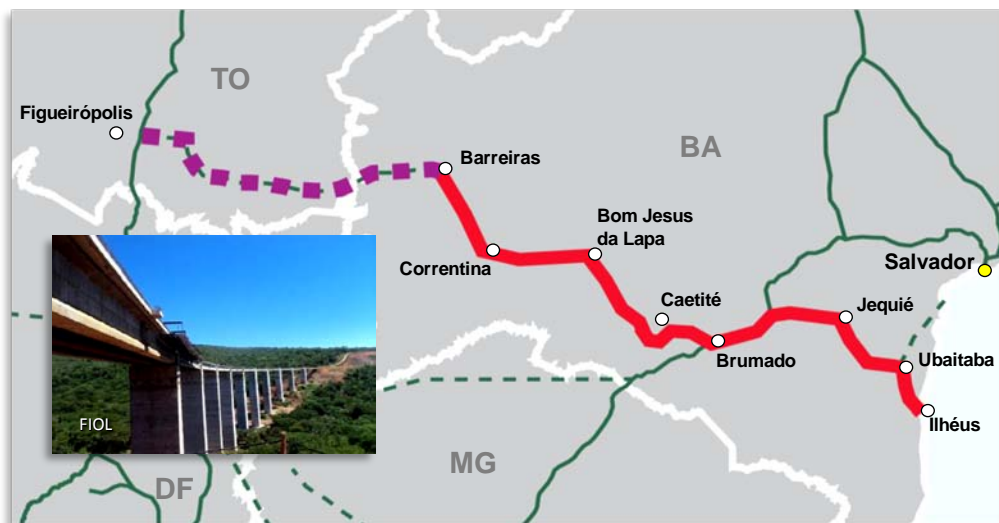 TO
Figueirópolis
BA
Barreiras
Bom Jesus
da Lapa
Correntina
Salvador
Caetité
Jequié
Brumado
Ubaitaba
Ilhéus
FIOL
MG
DF